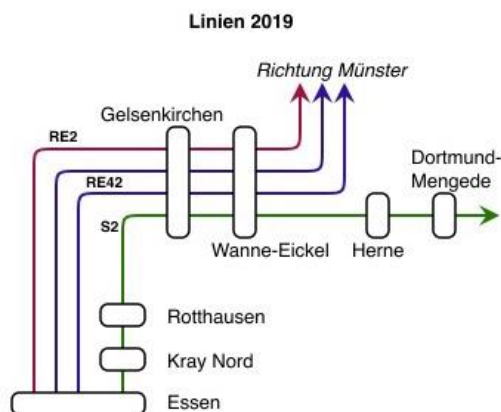 Linien 2019
Richtung Münster
Gelsenkirchen
RE2
Dortmund-
Mengede
RE42
S2
Wanne-Eickel
Herne
Rotthausen
Kray Nord
Essen